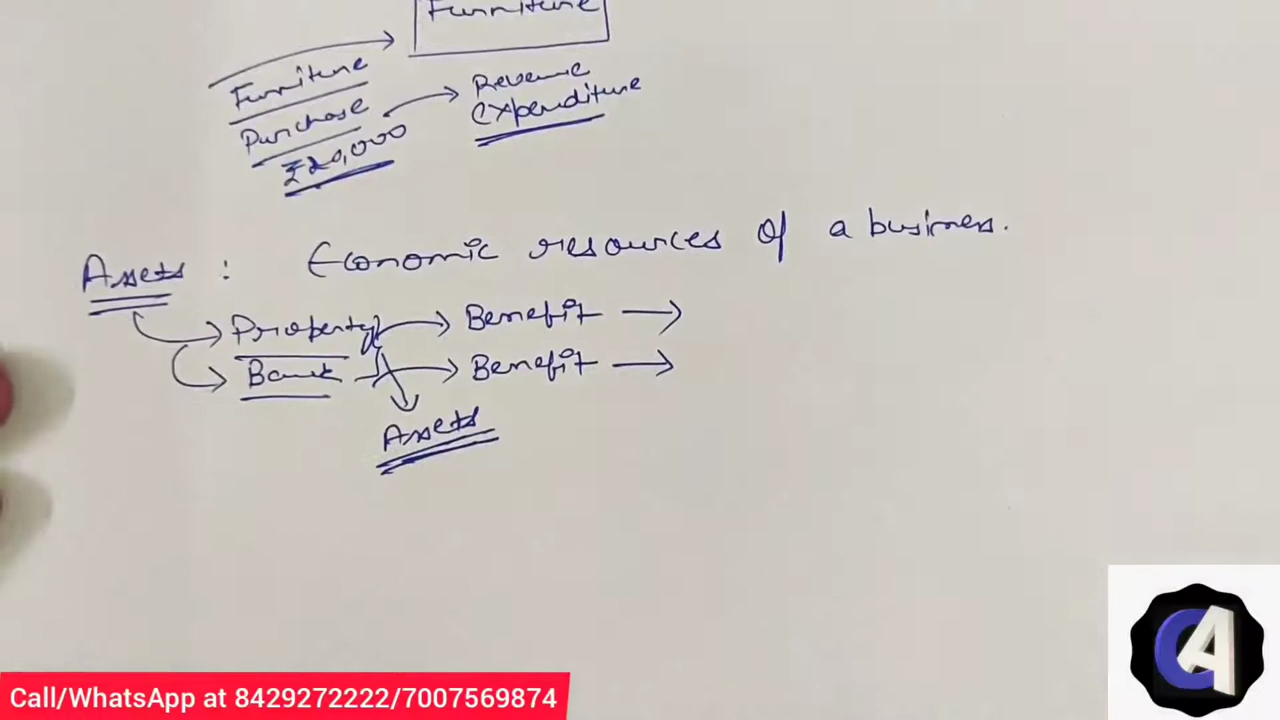 Furniture
Furniture
Purchase
₹20,000
Revenue
expenditure
Assets : Economic resources of a business.
Property Benefit
Bank Benefit
Assets
CA
Call/WhatsApp at 8429272222/7007569874